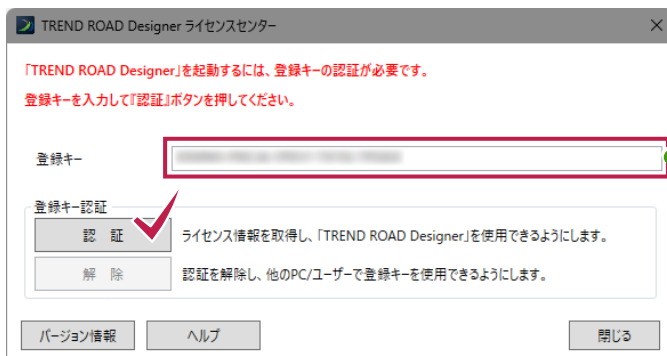 TREND ROAD Designer ライセンスセンター
「TREND ROAD Designer」を起動するには、登録キーの認証が必要です。
登録キーを入力して『認証』ボタンを押してください。
登録キー
登録キー認証
認 証
ライセンス情報を取得し、「TREND ROAD Designer」を使用できるようにします。
解 除
認証を解除し、他のPC/ユーザーで登録キーを使用できるようにします。
バージョン情報
ヘルプ
閉じる